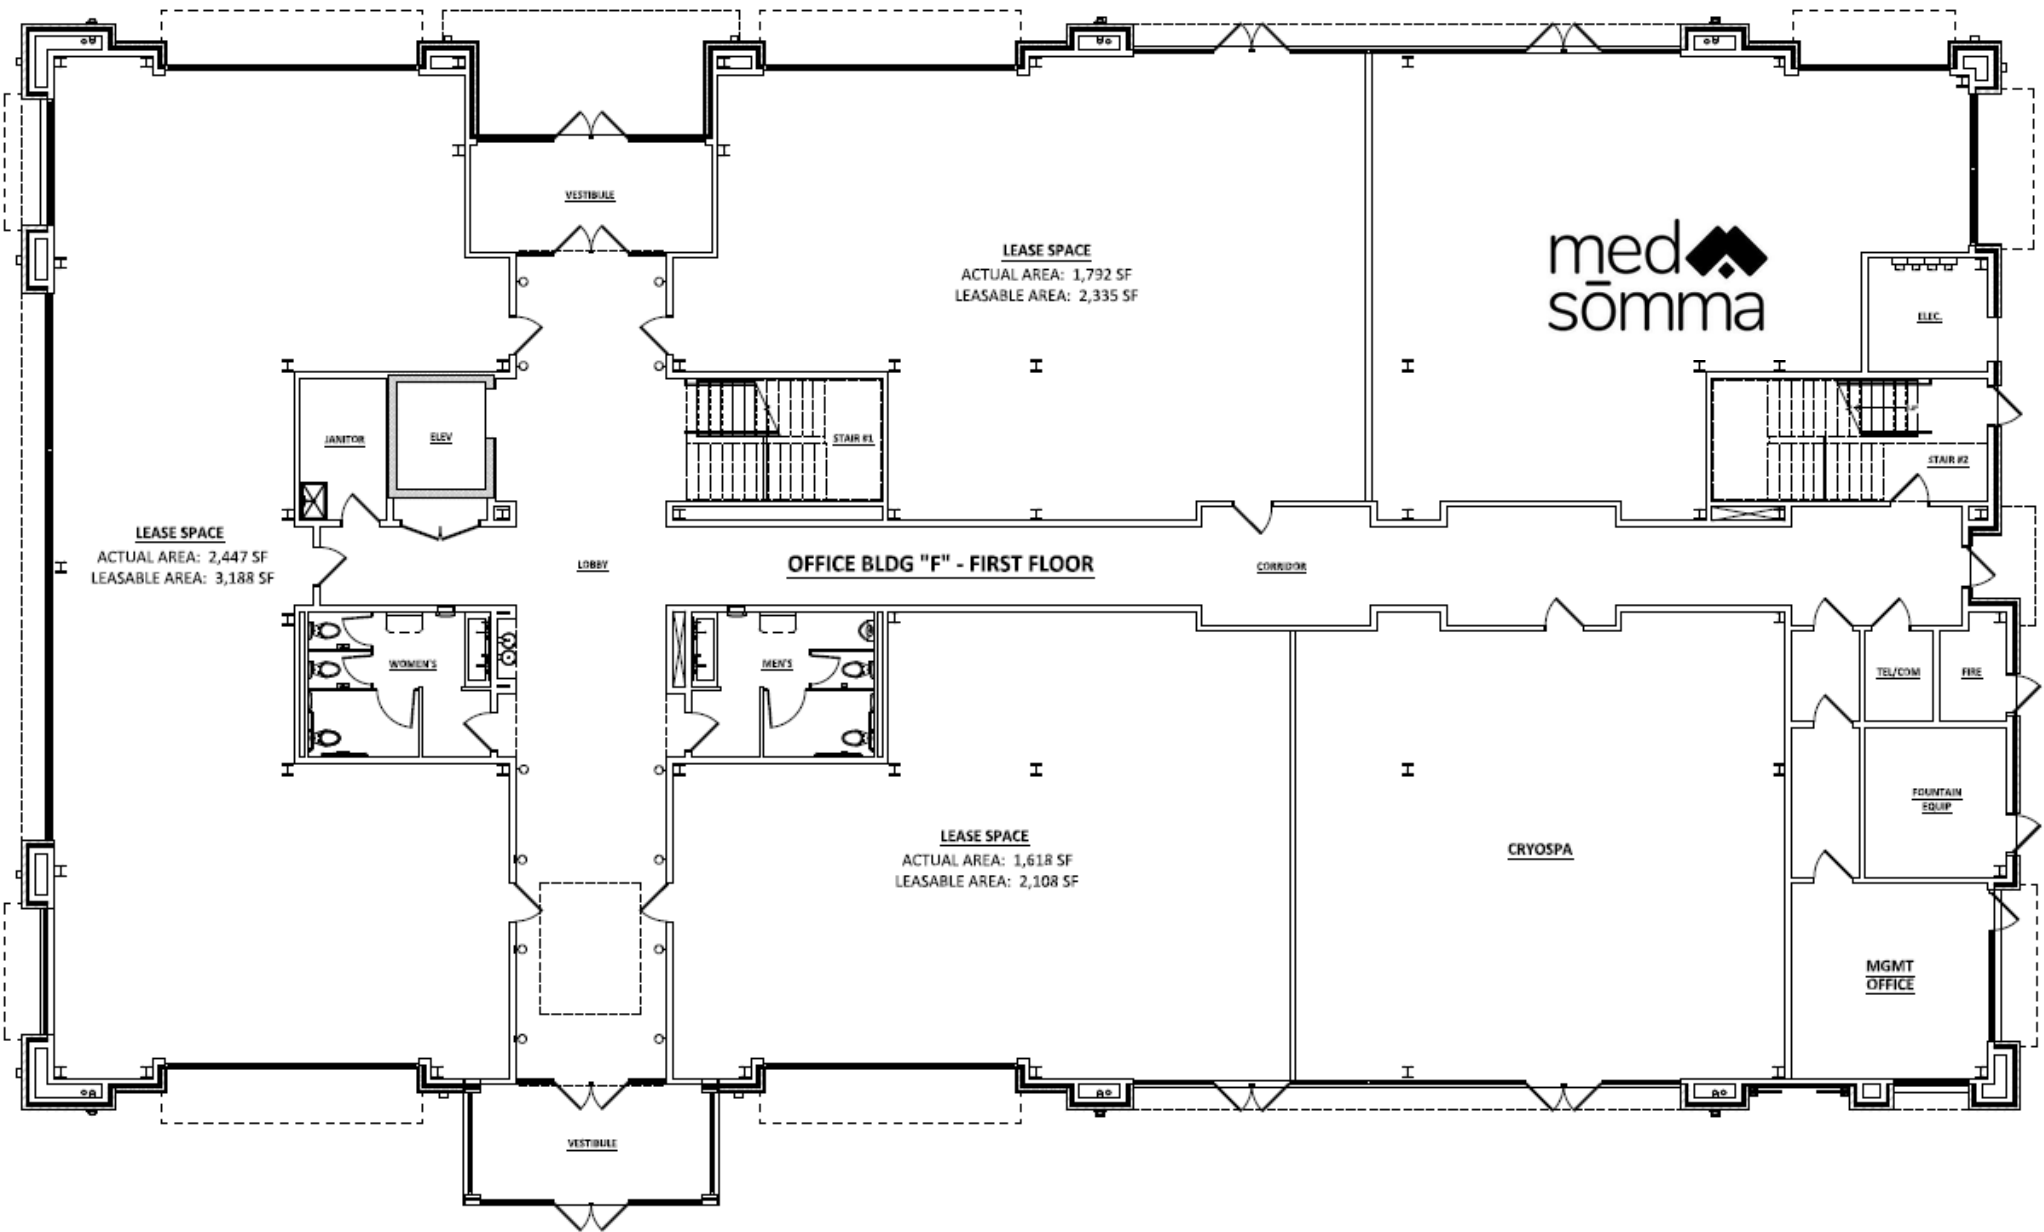 VESTIBULE
LEASE SPACE
ACTUAL AREA: 1,792 SF
LEASABLE AREA: 2,335 SF
med
sōmma
ELEC.
JANITOR
ELEV
STAIR #1
STAIR #2
LEASE SPACE
ACTUAL AREA: 2,447 SF
LEASABLE AREA: 3,188 SF
LOBBY
OFFICE BLDG "F" - FIRST FLOOR
CORRIDOR
WOMEN'S
MEN'S
TEL/COM
FIRE
FOUNTAIN
EQUIP
LEASE SPACE
ACTUAL AREA: 1,618 SF
LEASABLE AREA: 2,108 SF
CRYOSPA
MGMT
OFFICE
VESTIBULE